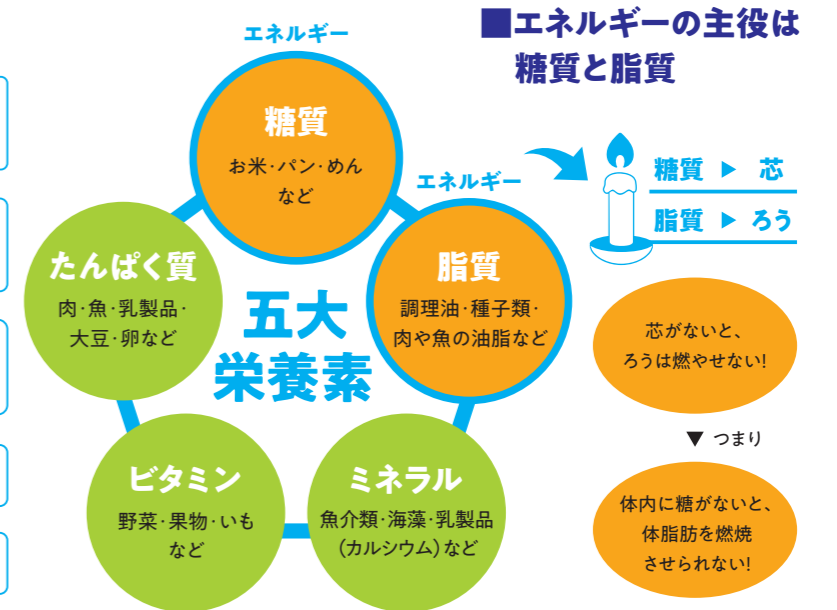 ■エネルギーの主役は
糖質と脂質
エネルギー
糖質
お米・パン・めん
など
エネルギー
脂質
調理油・種子類・
肉や魚の油脂など
ミネラル
魚介類・海藻・乳製品
(カルシウム)など
ビタミン
野菜・果物・いも
など
たんぱく質
肉・魚・乳製品・
大豆・卵など
五大
栄養素
糖質 ▶ 芯
脂質 ▶ ろう
芯がないと、
ろうは燃やせない!
▼ つまり
体内に糖がないと、
体脂肪を燃焼
させられない!